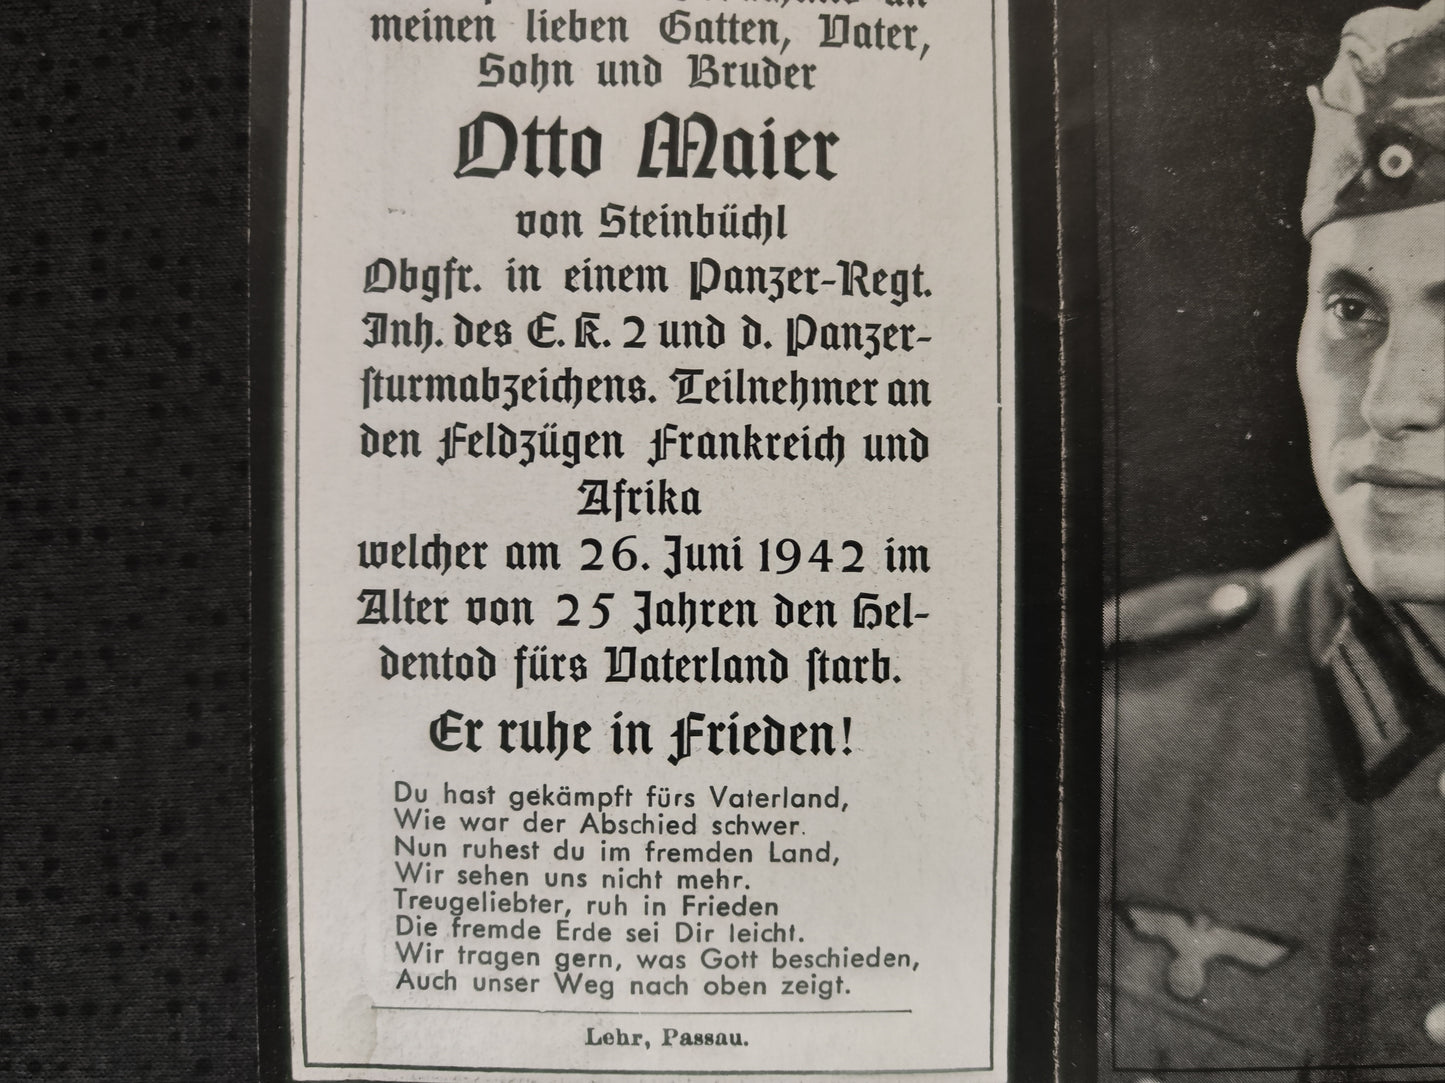 meinen lieben Gatten, Vater,
Sohn und Bruder
Otto Maier
von Steinbüchl
Obgfr. in einem Panzer-Regt.
Inh. des E. K. 2 und d. Panzer-
sturmabzeichens. Teilnehmer an
den Feldzügen Frankreich und
Afrika
welcher am 26. Juni 1942 im
Alter von 25 Jahren den Hel-
dentod fürs Vaterland starb.
Er ruhe in Frieden!
Du hast gekämpft fürs Vaterland,
Wie war der Abschied schwer.
Nun ruhest du im fremden Land,
Wir sehen uns nicht mehr.
Treugeliebter, ruh in Frieden
Die fremde Erde sei Dir leicht.
Wir tragen gern, was Gott beschieden,
Auch unser Weg nach oben zeigt.
Lehr, Passau.